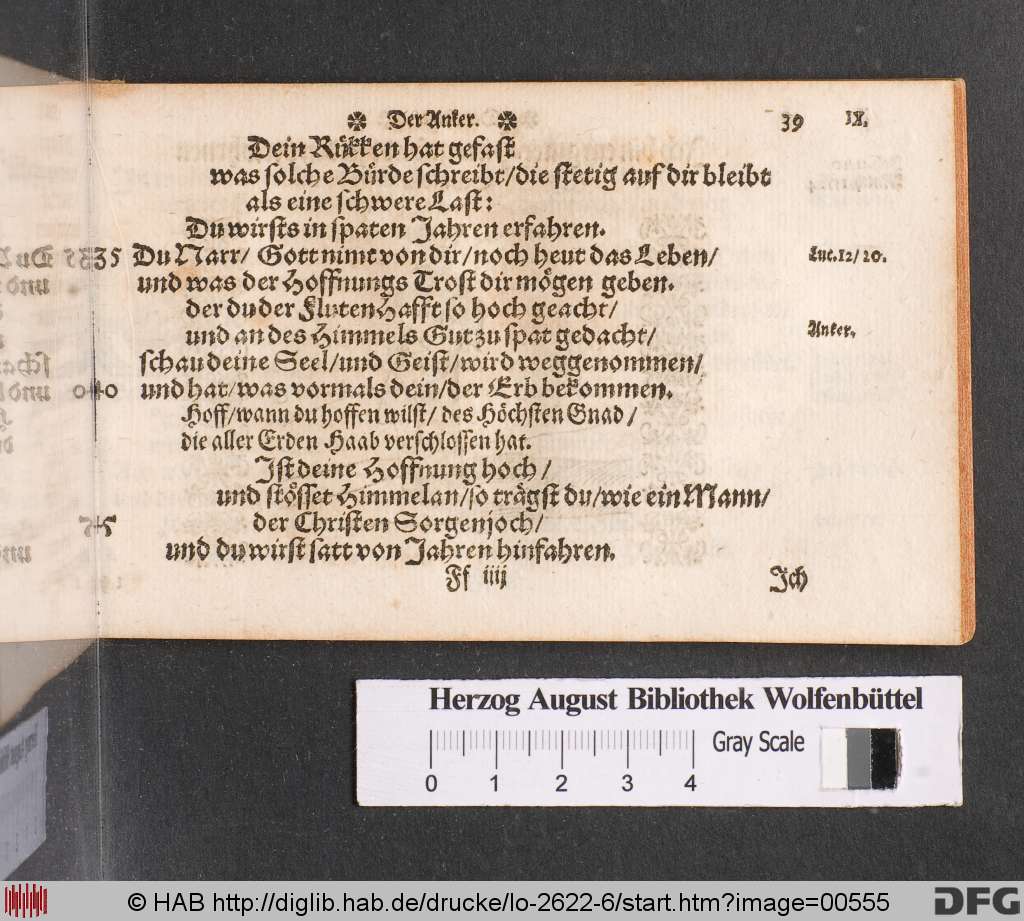 ✼ Der Anker. ✼ 39 IX.
Dein Rükken hat gefast
was solche Bürde schreibt/die stetig auf dir bleibt
als eine schwere Last:
Du wirsts in spaten Jahren erfahren.
35 Du Narr/ Gott nimt von dir/noch heut das Leben/ Luc. 12/20.
und was der Hoffnungs Trost dir mögen geben.
der du der Fluten Hafft so hoch geacht/
und an des Himmels Gut zu spat gedacht/ Anker.
schau deine Seel/und Geist/wird weggenommen/
40 und hat/was vormals dein/der Erb bekommen.
Hoff/wann du hoffen wilst/ des Höchsten Gnad/
die aller Erden Haab verschlossen hat.
Ist deine Hoffnung hoch/
und stösset Himmelan/so trägst du/wie ein Mann/
45 der Christen Sorgenjoch/
und du wirst satt von Jahren hinfahren.
Ff iiij Ich
Herzog August Bibliothek Wolfenbüttel
Gray Scale
0 1 2 3 4
© HAB http://diglib.hab.de/drucke/lo-2622-6/start.htm?image=00555
DFG